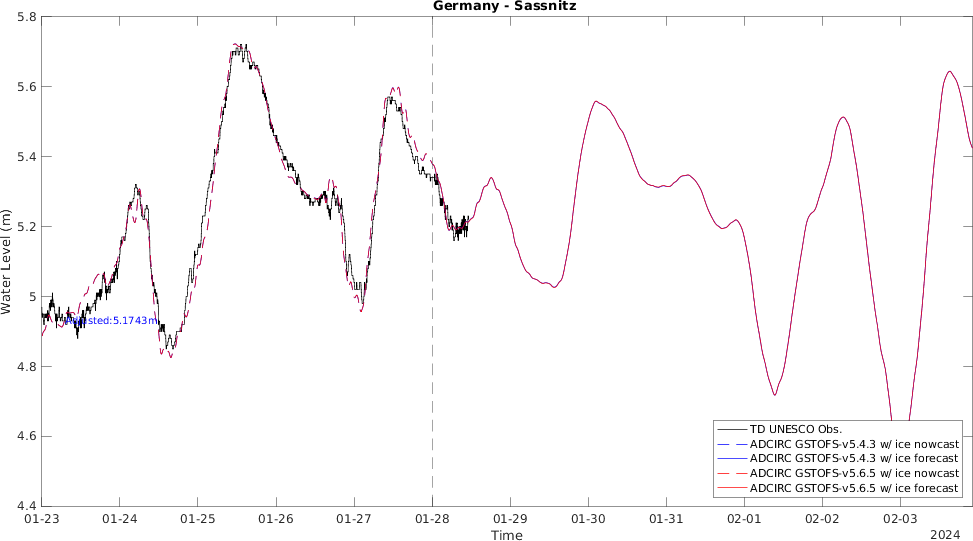 Germany - Sassnitz
5.8
5.6
5.4
5.2
5
4.8
4.6
4.4
Water Level (m)
5.1743m
TD UNESCO Obs.
ADCIRC GSTOFS-v5.4.3 w/ ice nowcast
ADCIRC GSTOFS-v5.4.3 w/ ice forecast
ADCIRC GSTOFS-v5.6.5 w/ ice nowcast
ADCIRC GSTOFS-v5.6.5 w/ ice forecast
01-23 01-24 01-25 01-26 01-27 01-28 01-29 01-30 01-31 02-01 02-02 02-03
Time
2024